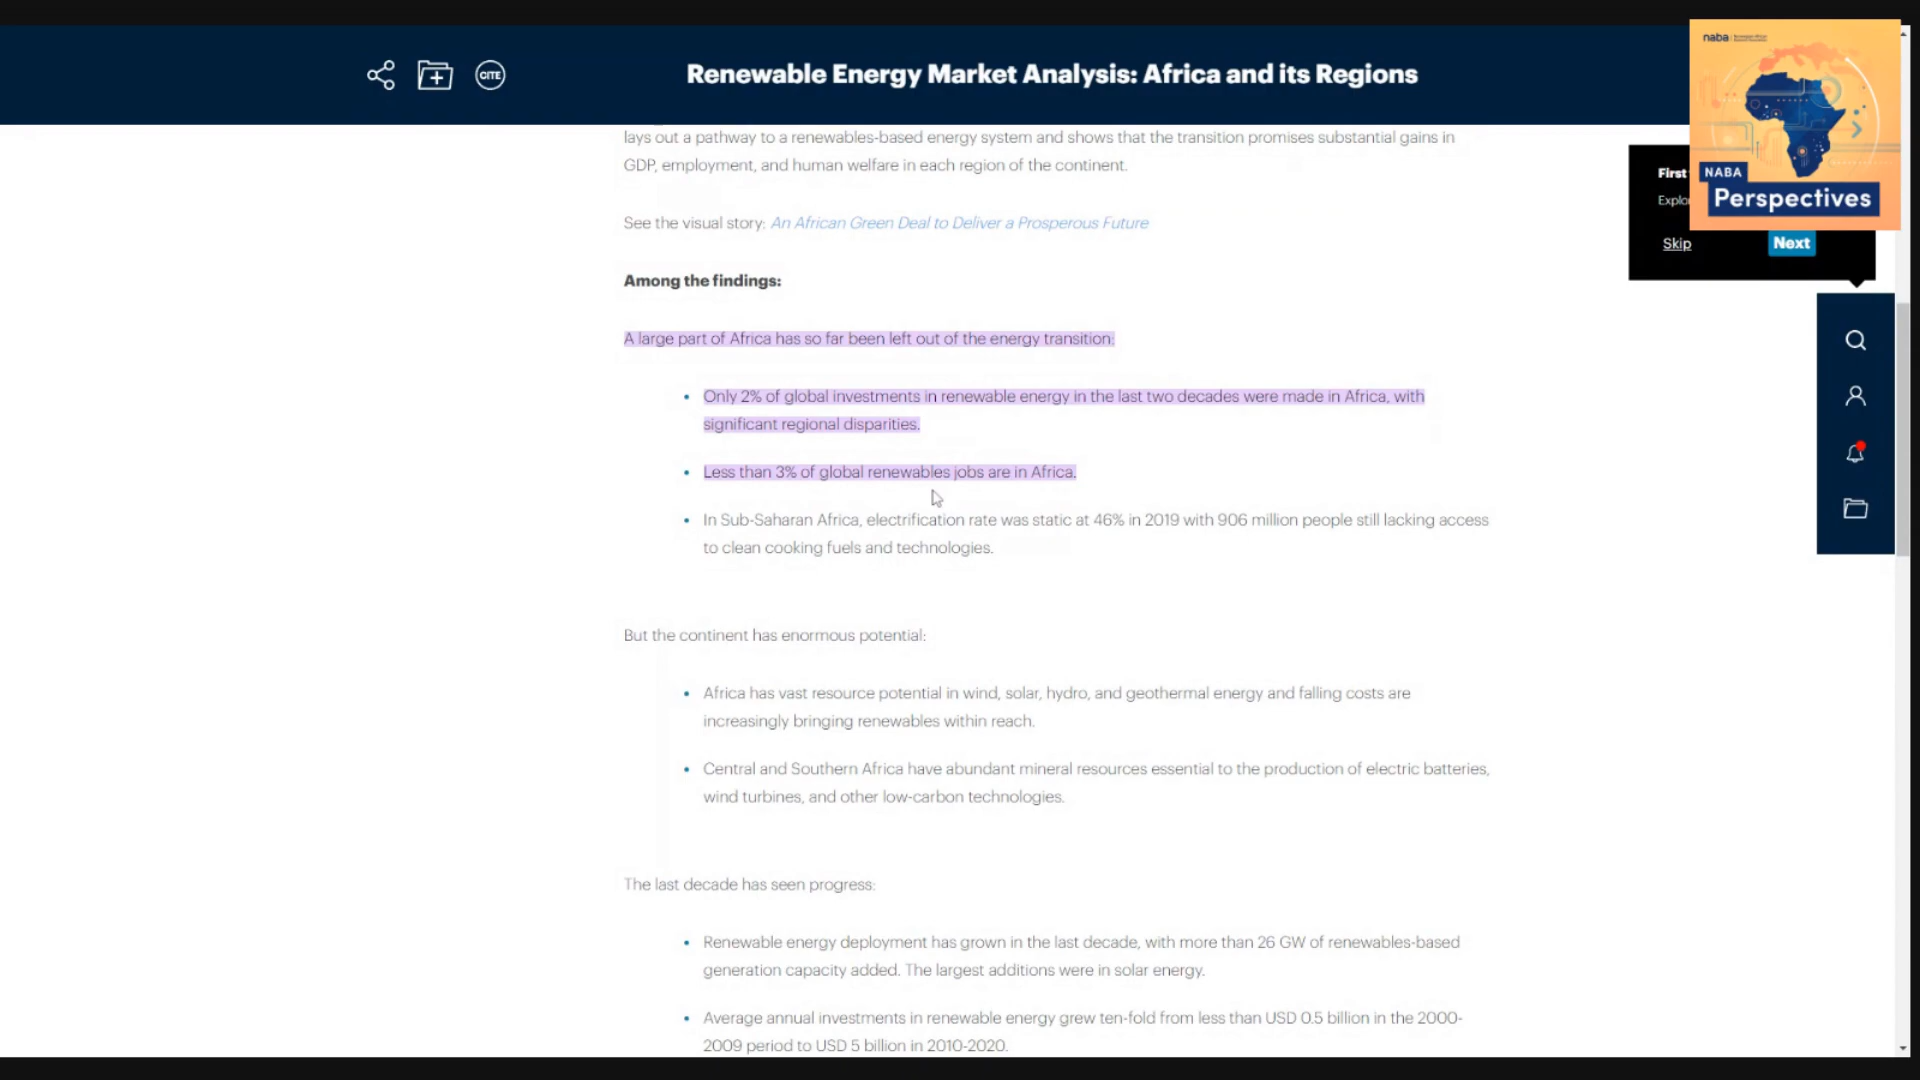 naba
CITE
Renewable Energy Market Analysis: Africa and its Regions
lays out a pathway to a renewables-based energy system and shows that the transition promises substantial gains in
GDP, employment, and human welfare in each region of the continent.
First
NABA
Explo
Perspectives
See the visual story: An African Green Deal to Deliver a Prosperous Future
Skip
Next
Among the findings:
A large part of Africa has so far been left out of the energy transition:
• Only 2% of global investments in renewable energy in the last two decades were made in Africa, with
significant regional disparities.
• Less than 3% of global renewables jobs are in Africa.
• In Sub-Saharan Africa, electrification rate was static at 46% in 2019 with 906 million people still lacking access
to clean cooking fuels and technologies.
But the continent has enormous potential:
• Africa has vast resource potential in wind, solar, hydro, and geothermal energy and falling costs are
increasingly bringing renewables within reach.
• Central and Southern Africa have abundant mineral resources essential to the production of electric batteries,
wind turbines, and other low-carbon technologies.
The last decade has seen progress:
• Renewable energy deployment has grown in the last decade, with more than 26 GW of renewables-based
generation capacity added. The largest additions were in solar energy.
• Average annual investments in renewable energy grew ten-fold from less than USD 0.5 billion in the 2000-
2009 period to USD 5 billion in 2010-2020.